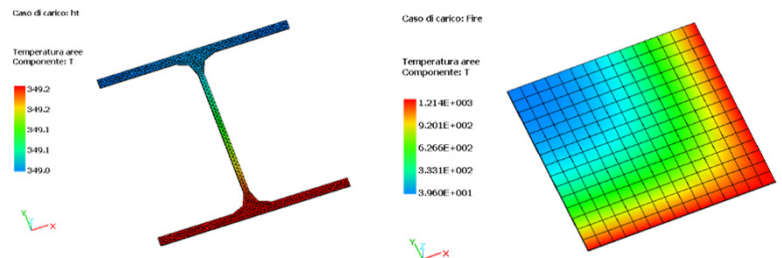 Caso di carico: ht
Temperatura aree
Componente: T
349.2
349.2
349.1
349.1
349.0
Y
Z
X
Caso di carico: Fire
Temperatura aree
Componente: T
1.214E+003
9.201E+002
6.266E+002
3.331E+002
3.960E+001
Y
Z
X